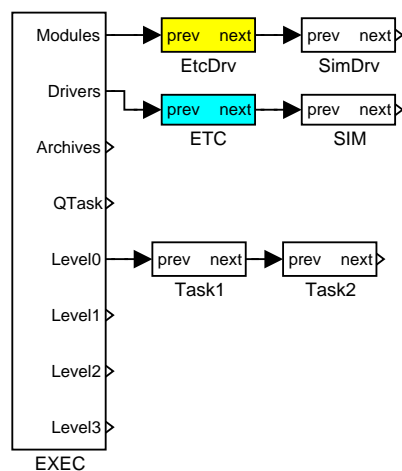 Modules
prev next
EtcDrv
prev next
SimDrv
Drivers
prev next
ETC
prev next
SIM
Archives
QTask
Level0
prev next
Task1
prev next
Task2
Level1
Level2
Level3
EXEC